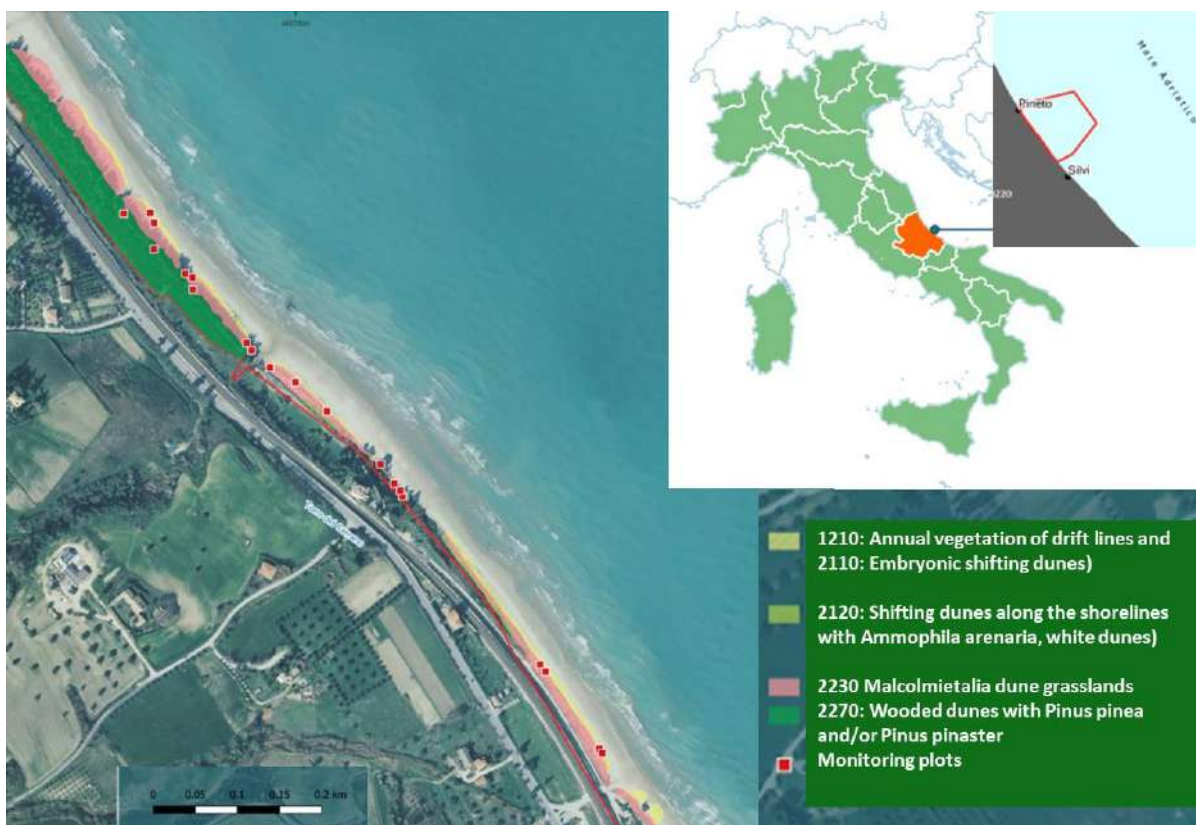 Mare Adriatico
Pineto
Silvi
1210: Annual vegetation of drift lines and
2110: Embryonic shifting dunes)
2120: Shifting dunes along the shorelines
with Ammophila arenaria, white dunes)
2230 Malcolmietalia dune grasslands
2270: Wooded dunes with Pinus pinea
and/or Pinus pinaster
Monitoring plots
0 0.05 0.1 0.15 0.2 km